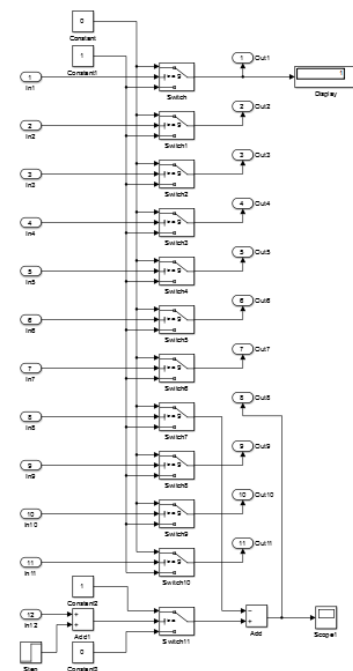 0
Constant
1
Constant1
1
In1
Switch
1
Out1
1
Display
2
In2
Switch1
2
Out2
3
In3
Switch2
3
Out3
4
In4
Switch3
4
Out4
5
In5
Switch4
5
Out5
6
In6
Switch5
6
Out6
7
In7
Switch6
7
Out7
8
In8
Switch7
8
Out8
9
In9
Switch8
9
Out9
10
In10
Switch9
10
Out10
11
In11
Switch10
11
Out11
1
Constant2
12
In12
Add1
Switch11
Step
0
Constant3
Add
Scope1